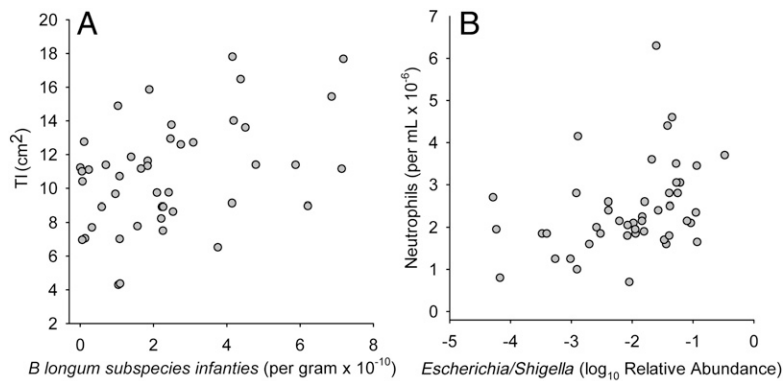 A
TI (cm2)
20
18
16
14
12
10
8
6
4
2
0 2 4 6 8
B longum subspecies infanties (per gram x 10-10)
B
Neutrophils (per mL x 10-6)
7
6
5
4
3
2
1
0
-5 -4 -3 -2 -1 0
Escherichia/Shigella (log10 Relative Abundance)